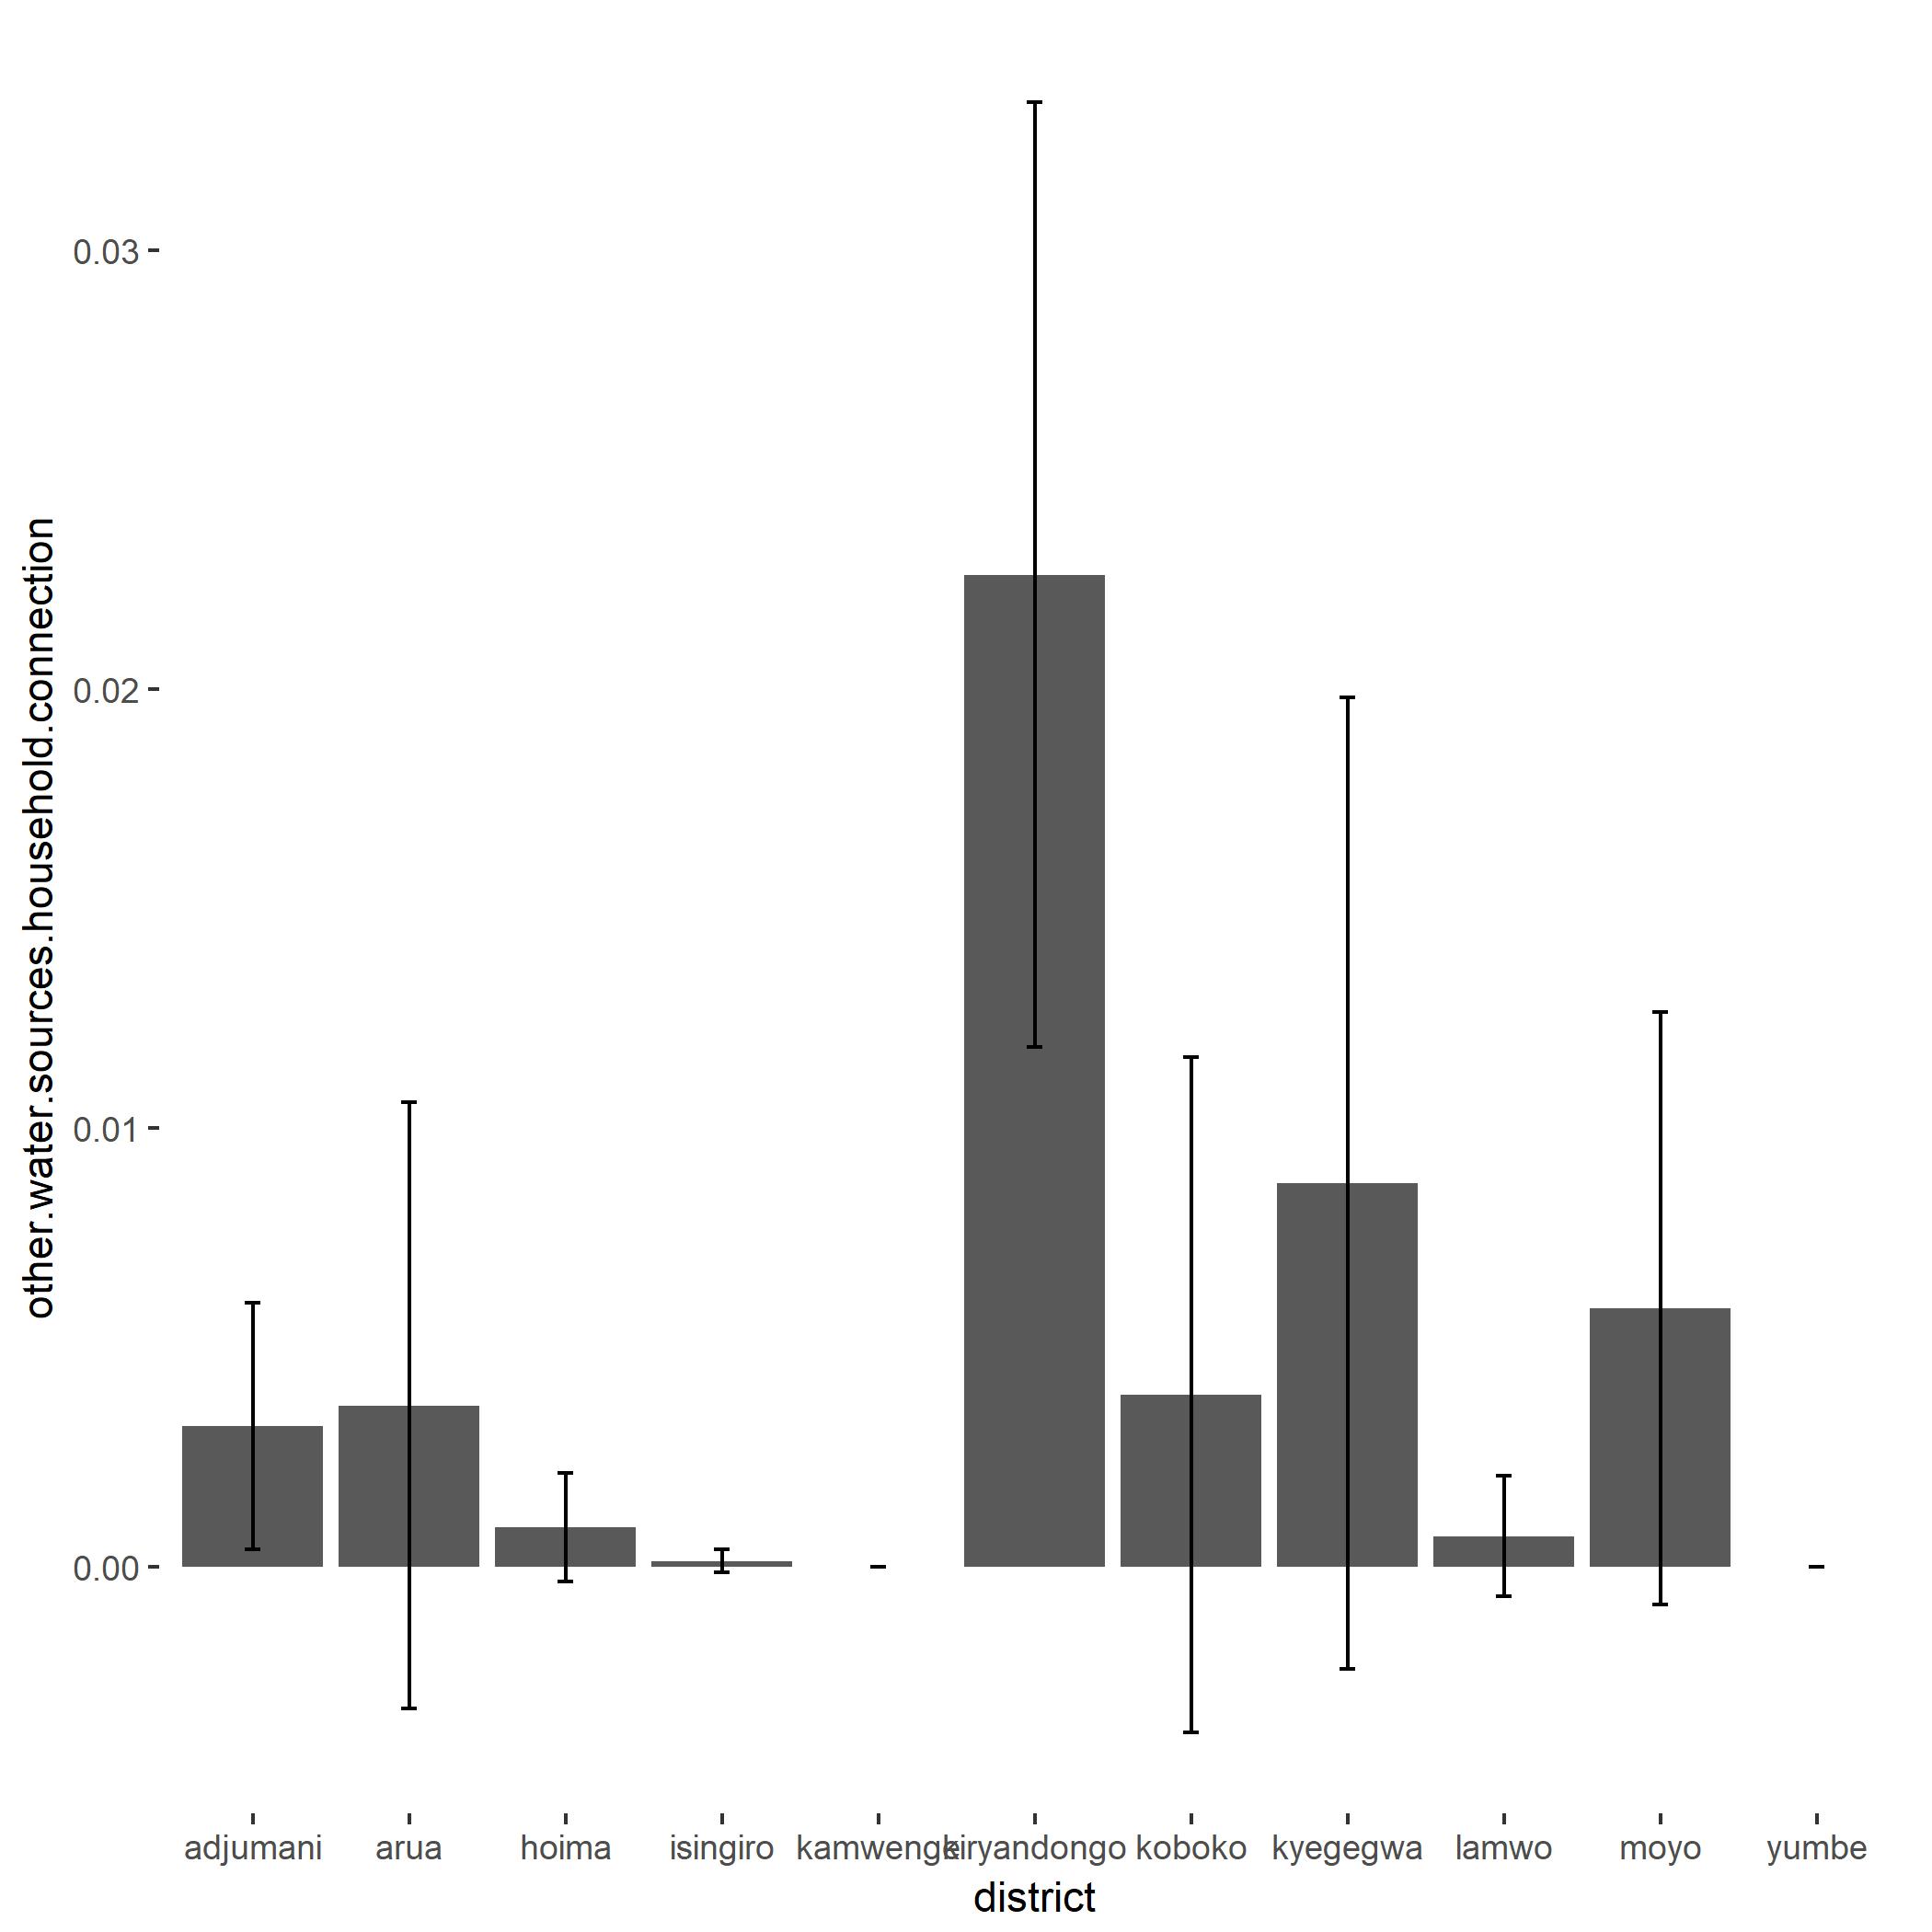 other.water.sources.household.connection
0.03
0.02
0.01
0.00
adjumani arua hoima isingiro kamwenge kiryandongo koboko kyegegwa lamwo moyo yumbe
district